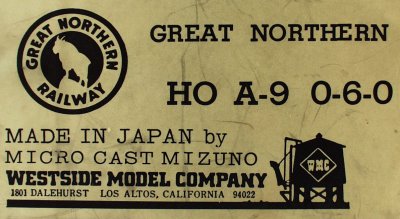 GREAT NORTHERN
RAILWAY
GREAT NORTHERN
HO A-9 0-6-0
MADE IN JAPAN by
MICRO CAST MIZUNO
WESTSIDE MODEL COMPANY
1801 DALEHURST LOS ALTOS, CALIFORNIA 94022
WMC